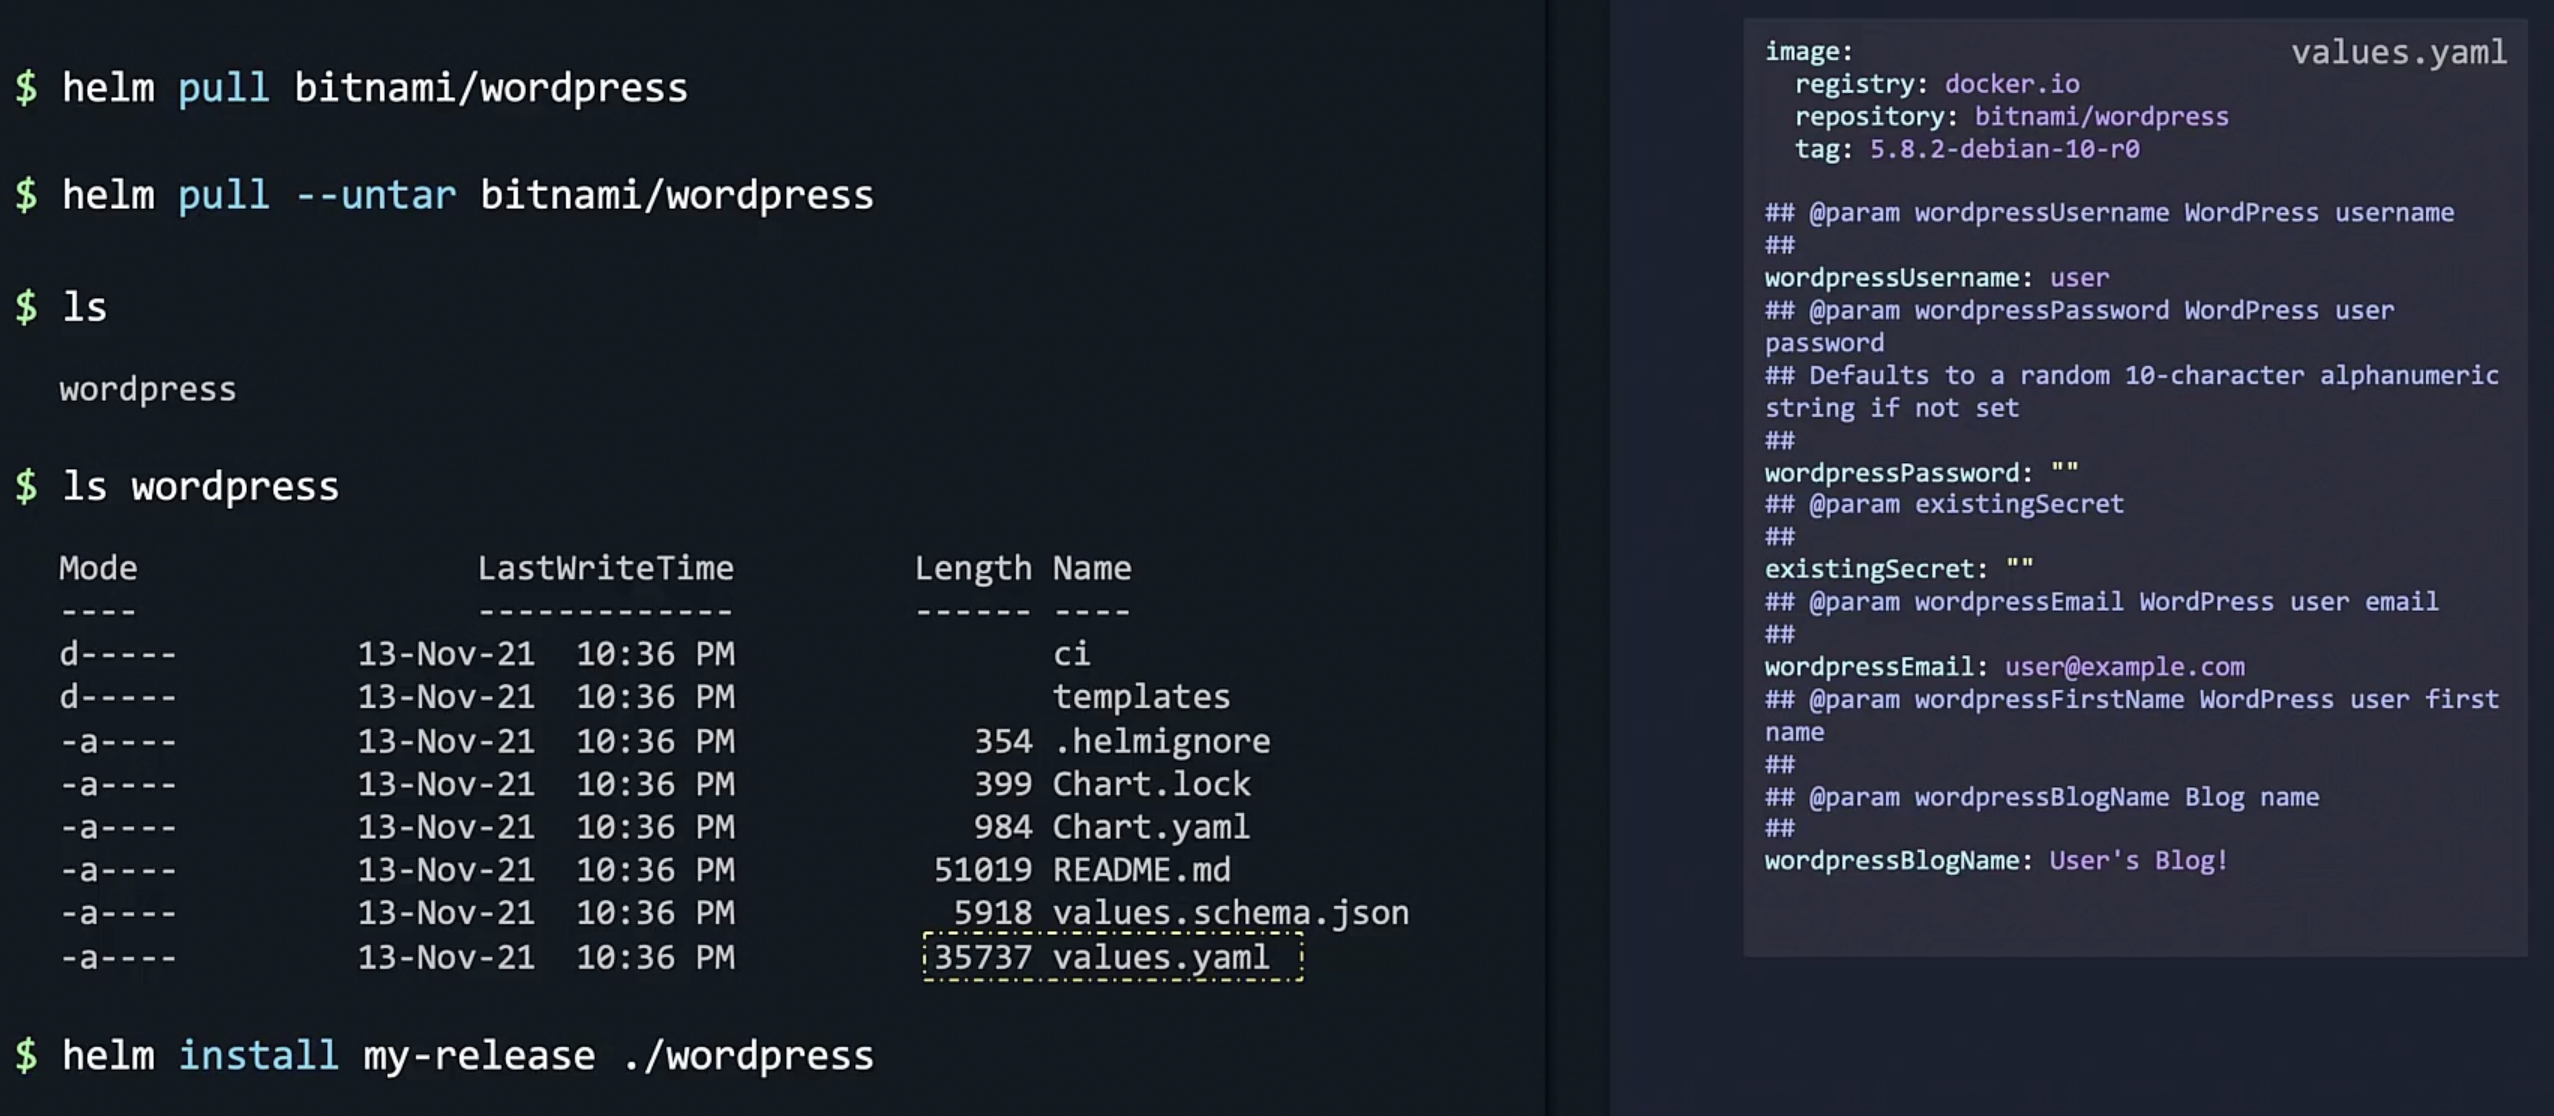 $ helm pull bitnami/wordpress
$ helm pull --untar bitnami/wordpress
$ ls
wordpress
$ ls wordpress
Mode LastWriteTime Length Name
---- ------------- ------ ----
d----- 13-Nov-21 10:36 PM ci
d----- 13-Nov-21 10:36 PM templates
-a---- 13-Nov-21 10:36 PM 354 .helmignore
-a---- 13-Nov-21 10:36 PM 399 Chart.lock
-a---- 13-Nov-21 10:36 PM 984 Chart.yaml
-a---- 13-Nov-21 10:36 PM 51019 README.md
-a---- 13-Nov-21 10:36 PM 5918 values.schema.json
-a---- 13-Nov-21 10:36 PM 35737 values.yaml
$ helm install my-release ./wordpress
values.yaml
image:
  registry: docker.io
  repository: bitnami/wordpress
  tag: 5.8.2-debian-10-r0
## @param wordpressUsername WordPress username
##
wordpressUsername: user
## @param wordpressPassword WordPress user
password
## Defaults to a random 10-character alphanumeric
string if not set
##
wordpressPassword: ""
## @param existingSecret
##
existingSecret: ""
## @param wordpressEmail WordPress user email
##
wordpressEmail: user@example.com
## @param wordpressFirstName WordPress user first
name
##
## @param wordpressBlogName Blog name
##
wordpressBlogName: User's Blog!